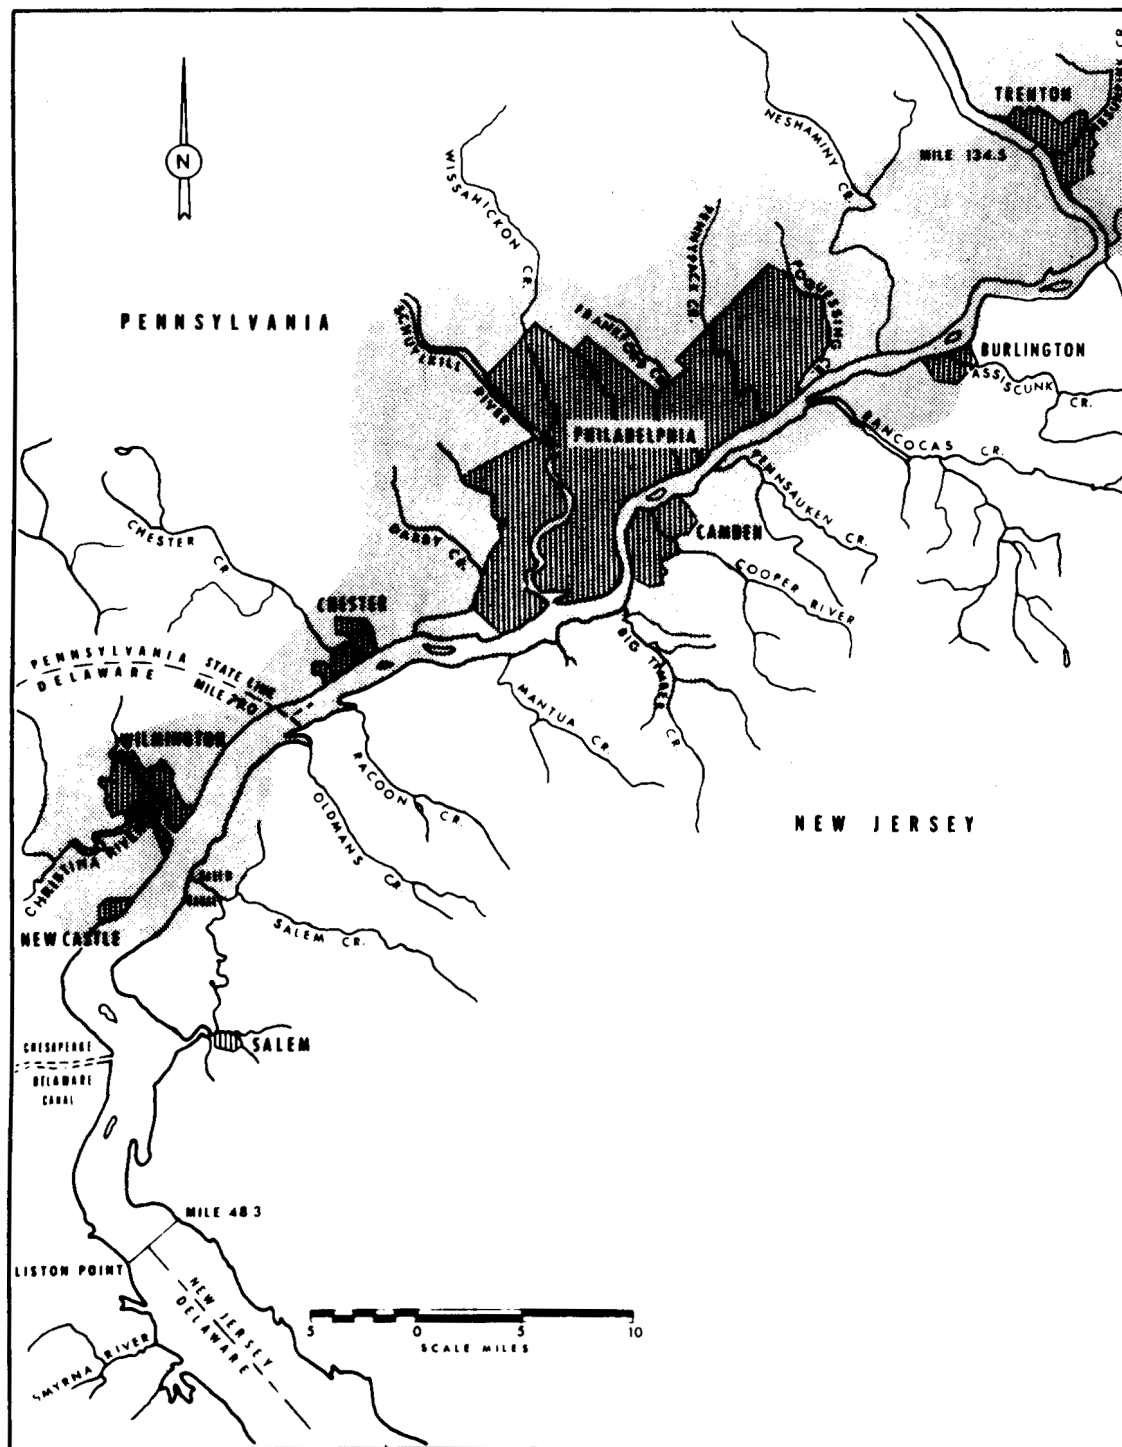 TRENTON
MILE 134.5
NESHAMINY CR.
WISSAHICKON CR.
PENNYPACK CR.
POQUESSING CR.
FRANKFORD CR.
SCHUYLKILL RIVER
PENNSYLVANIA
N
BURLINGTON
ASSISCUNK CR.
RANCOCAS CR.
PHILADELPHIA
PENNSAUKEN CR.
CAMDEN
COOPER RIVER
DARBY CR.
CHESTER CR.
CHESTER
BIG TIMBER CR.
MANTUA CR.
PENNSYLVANIA
DELAWARE
STATE LINE
MILE 79.0
WILMINGTON
RACOON CR.
OLDMANS CR.
NEW JERSEY
CHRISTINA RIVER
SALEM
CANAL
NEW CASTLE
SALEM CR.
SALEM
CHESAPEAKE
DELAWARE
CANAL
MILE 48.3
LISTON POINT
NEW JERSEY
DELAWARE
SMYRNA RIVER
5 0 5 10
SCALE MILES